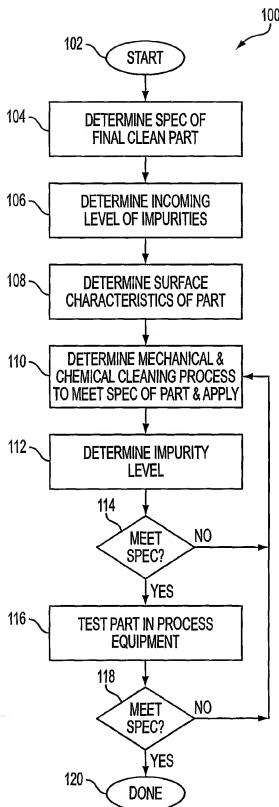 100
102
START
104
DETERMINE SPEC OF
FINAL CLEAN PART
106
DETERMINE INCOMING
LEVEL OF IMPURITIES
108
DETERMINE SURFACE
CHARACTERISTICS OF PART
110
DETERMINE MECHANICAL &
CHEMICAL CLEANING PROCESS
TO MEET SPEC OF PART & APPLY
112
DETERMINE IMPURITY
LEVEL
114
MEET
SPEC?
NO
YES
116
TEST PART IN PROCESS
EQUIPMENT
118
MEET
SPEC?
NO
YES
120
DONE